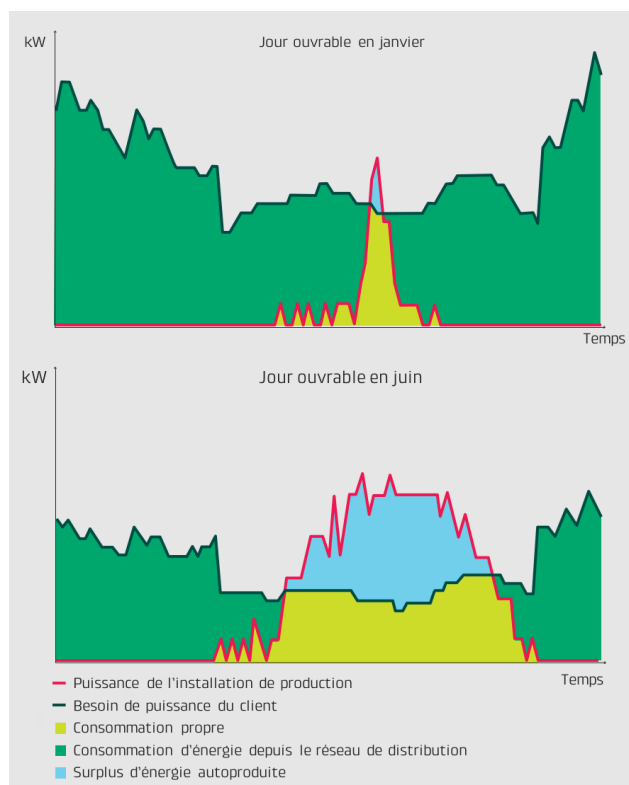 kW
Jour ouvrable en janvier
Temps
kW
Jour ouvrable en juin
Temps
Puissance de l'installation de production
Besoin de puissance du client
Consommation propre
Consommation d'énergie depuis le réseau de distribution
Surplus d'énergie autoproduite